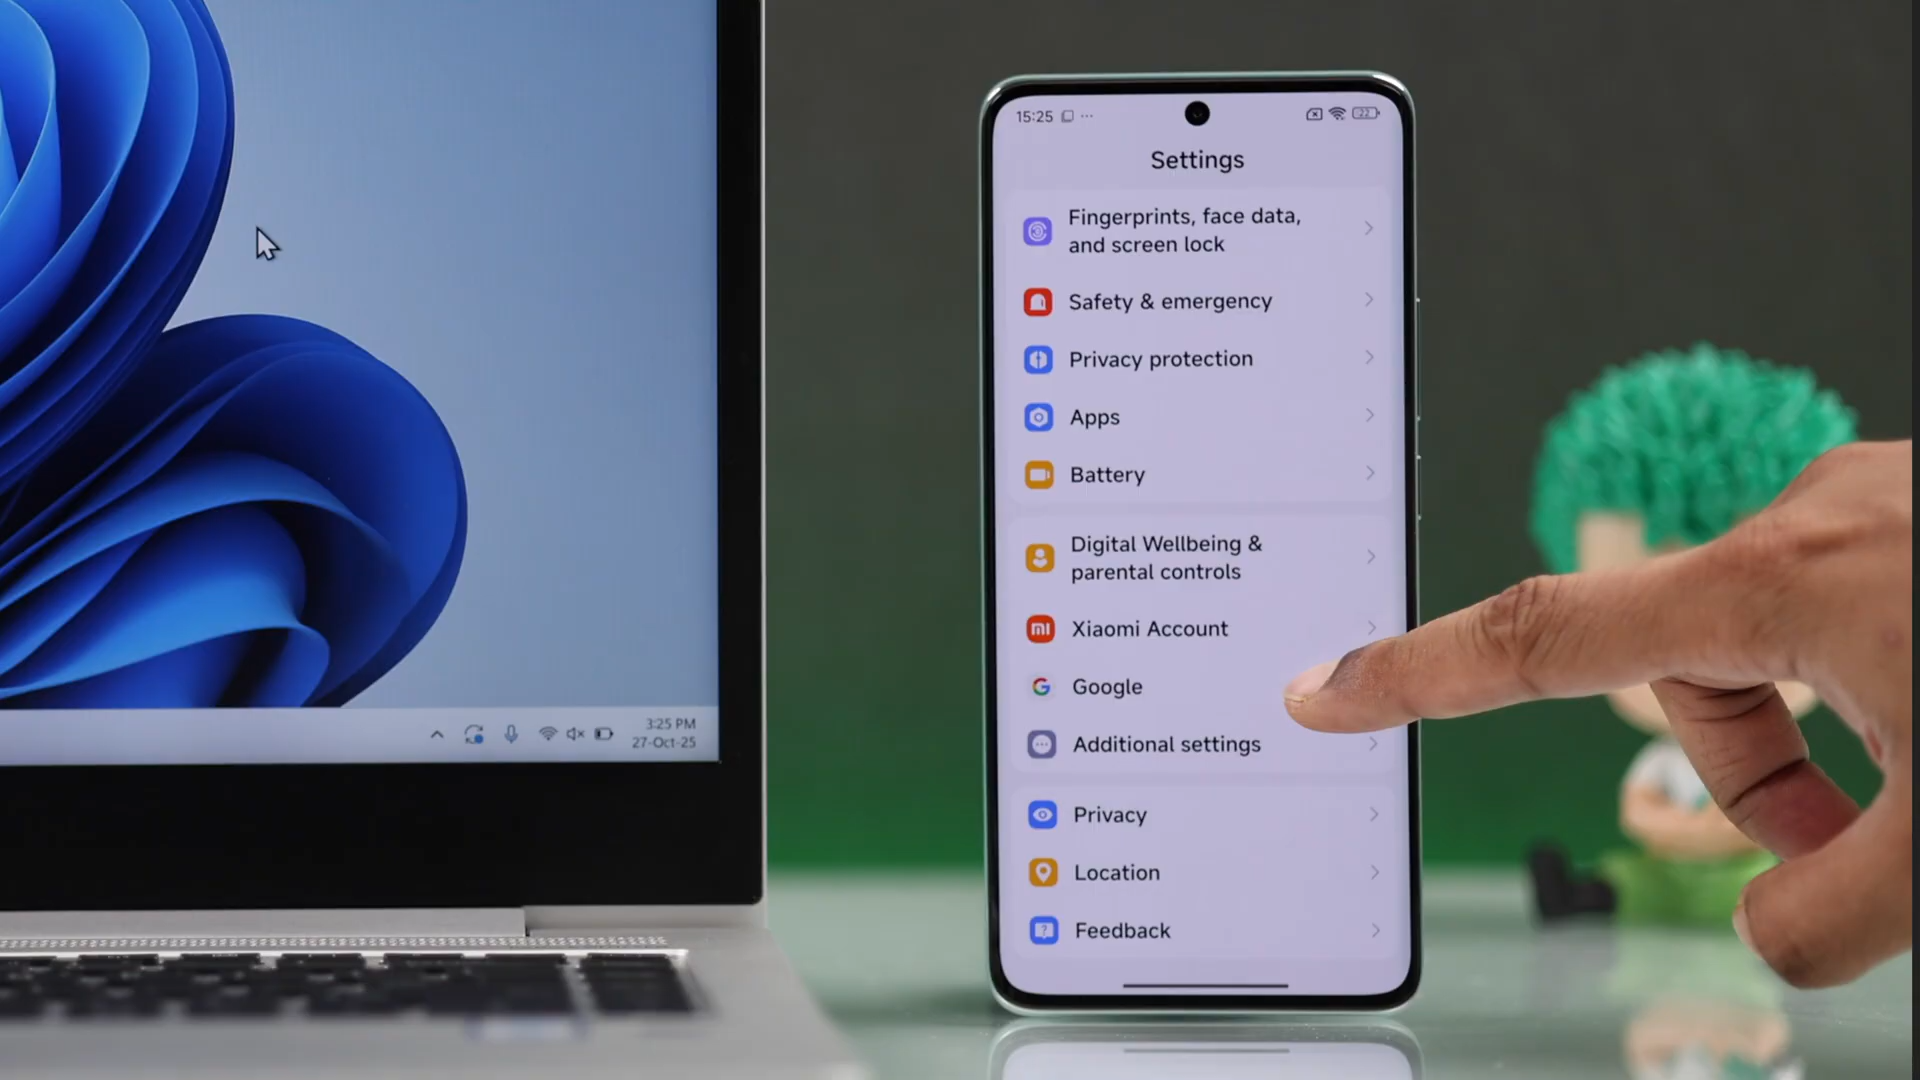 15:25
22
Settings
Fingerprints, face data,
and screen lock
Safety & emergency
Privacy protection
Apps
Battery
Digital Wellbeing &
parental controls
Xiaomi Account
Google
Additional settings
Privacy
Location
Feedback
3:25 PM
27-Oct-25